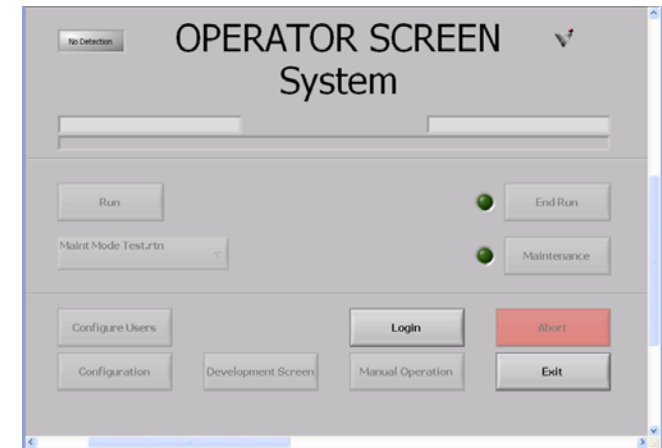 No Detection
OPERATOR SCREEN
System
Run
End Run
Maint Mode Test.rtn
Maintenance
Configure Users
Login
Abort
Configuration
Development Screen
Manual Operation
Exit